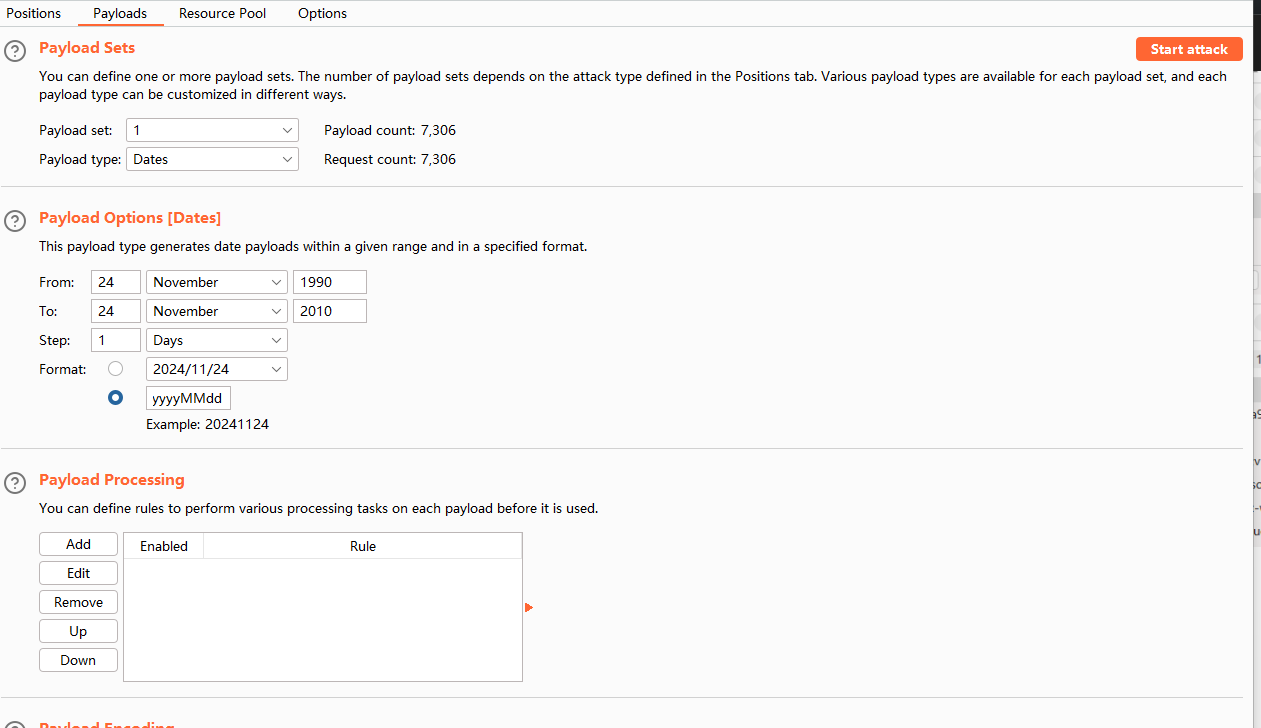 Positions Payloads Resource Pool Options
Payload Sets
Start attack
You can define one or more payload sets. The number of payload sets depends on the attack type defined in the Positions tab. Various payload types are available for each payload set, and each
payload type can be customized in different ways.
Payload set: 1 Payload count: 7,306
Payload type: Dates Request count: 7,306
Payload Options [Dates]
This payload type generates date payloads within a given range and in a specified format.
From: 24 November 1990
To: 24 November 2010
Step: 1 Days
Format: 2024/11/24
yyyyMMdd
Example: 20241124
Payload Processing
You can define rules to perform various processing tasks on each payload before it is used.
Add
Edit
Remove
Up
Down
Enabled Rule
Payload Encoding